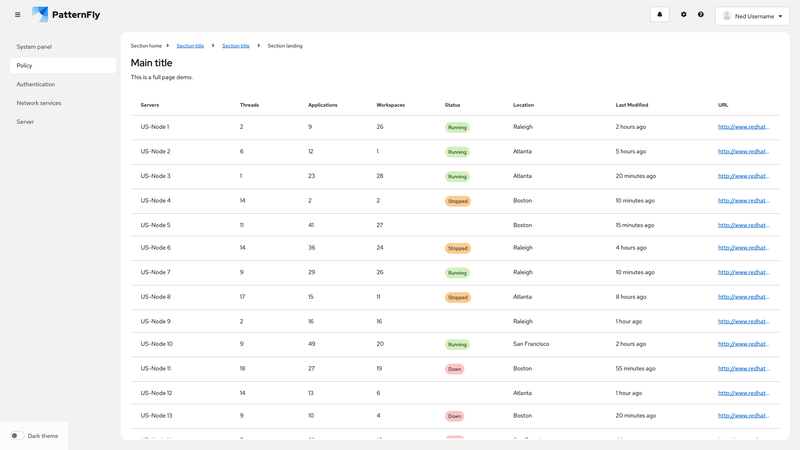 PatternFly
Ned Username
System panel
Policy
Authentication
Network services
Server
Section home Section title Section title Section landing
Main title
This is a full page demo.
Servers Threads Applications Workspaces Status Location Last Modified URL
US-Node 1 2 9 26 Running Raleigh 2 hours ago http://www.redhat...
US-Node 2 6 12 1 Running Atlanta 5 hours ago http://www.redhat...
US-Node 3 1 23 28 Running Atlanta 20 minutes ago http://www.redhat...
US-Node 4 14 2 2 Stopped Boston 10 minutes ago http://www.redhat...
US-Node 5 11 41 27 Boston 15 minutes ago http://www.redhat...
US-Node 6 14 36 24 Stopped Raleigh 4 hours ago http://www.redhat...
US-Node 7 9 29 26 Running Raleigh 10 minutes ago http://www.redhat...
US-Node 8 17 15 11 Stopped Atlanta 8 hours ago http://www.redhat...
US-Node 9 2 16 16 Raleigh 1 hour ago http://www.redhat...
US-Node 10 9 49 20 Running San Francisco 2 hours ago http://www.redhat...
US-Node 11 18 27 19 Down Boston 55 minutes ago http://www.redhat...
US-Node 12 14 13 6 Atlanta 1 hour ago http://www.redhat...
US-Node 13 9 10 4 Down Boston 20 minutes ago http://www.redhat...
Dark theme